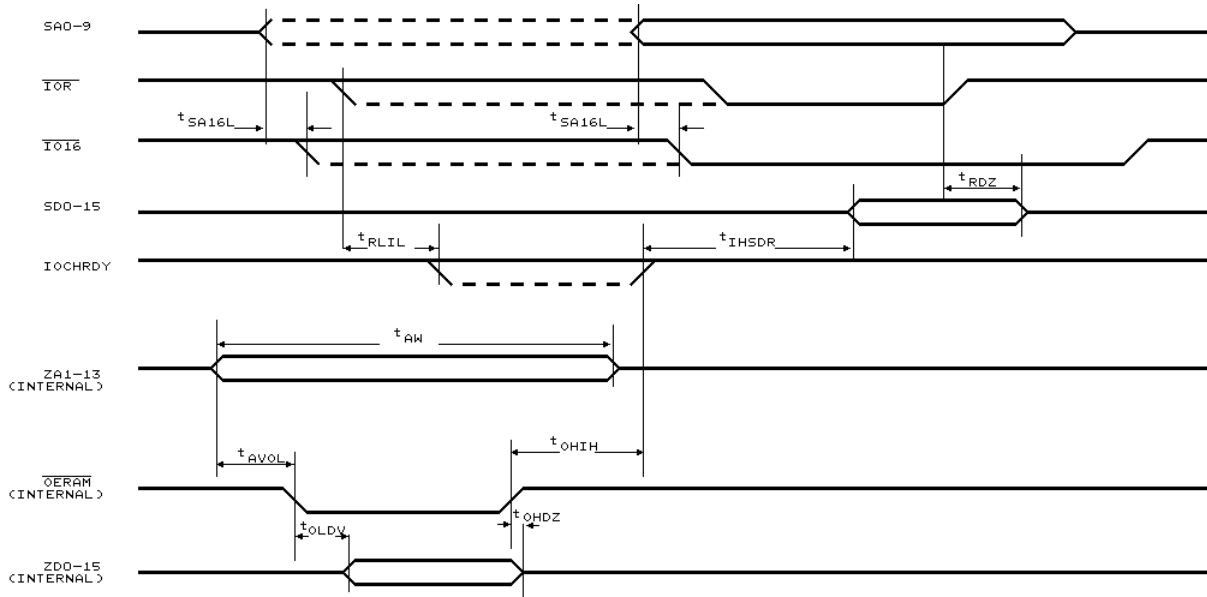 SA0-9
IOR
tSA16L
tSA16L
IO16
tRDZ
SD0-15
tRLIL
tIHSDR
IOCHRDY
tAW
ZA1-13
(INTERNAL)
tAVOL
tOHIH
OERAM
(INTERNAL)
tOHDZ
tOLDV
ZD0-15
(INTERNAL)